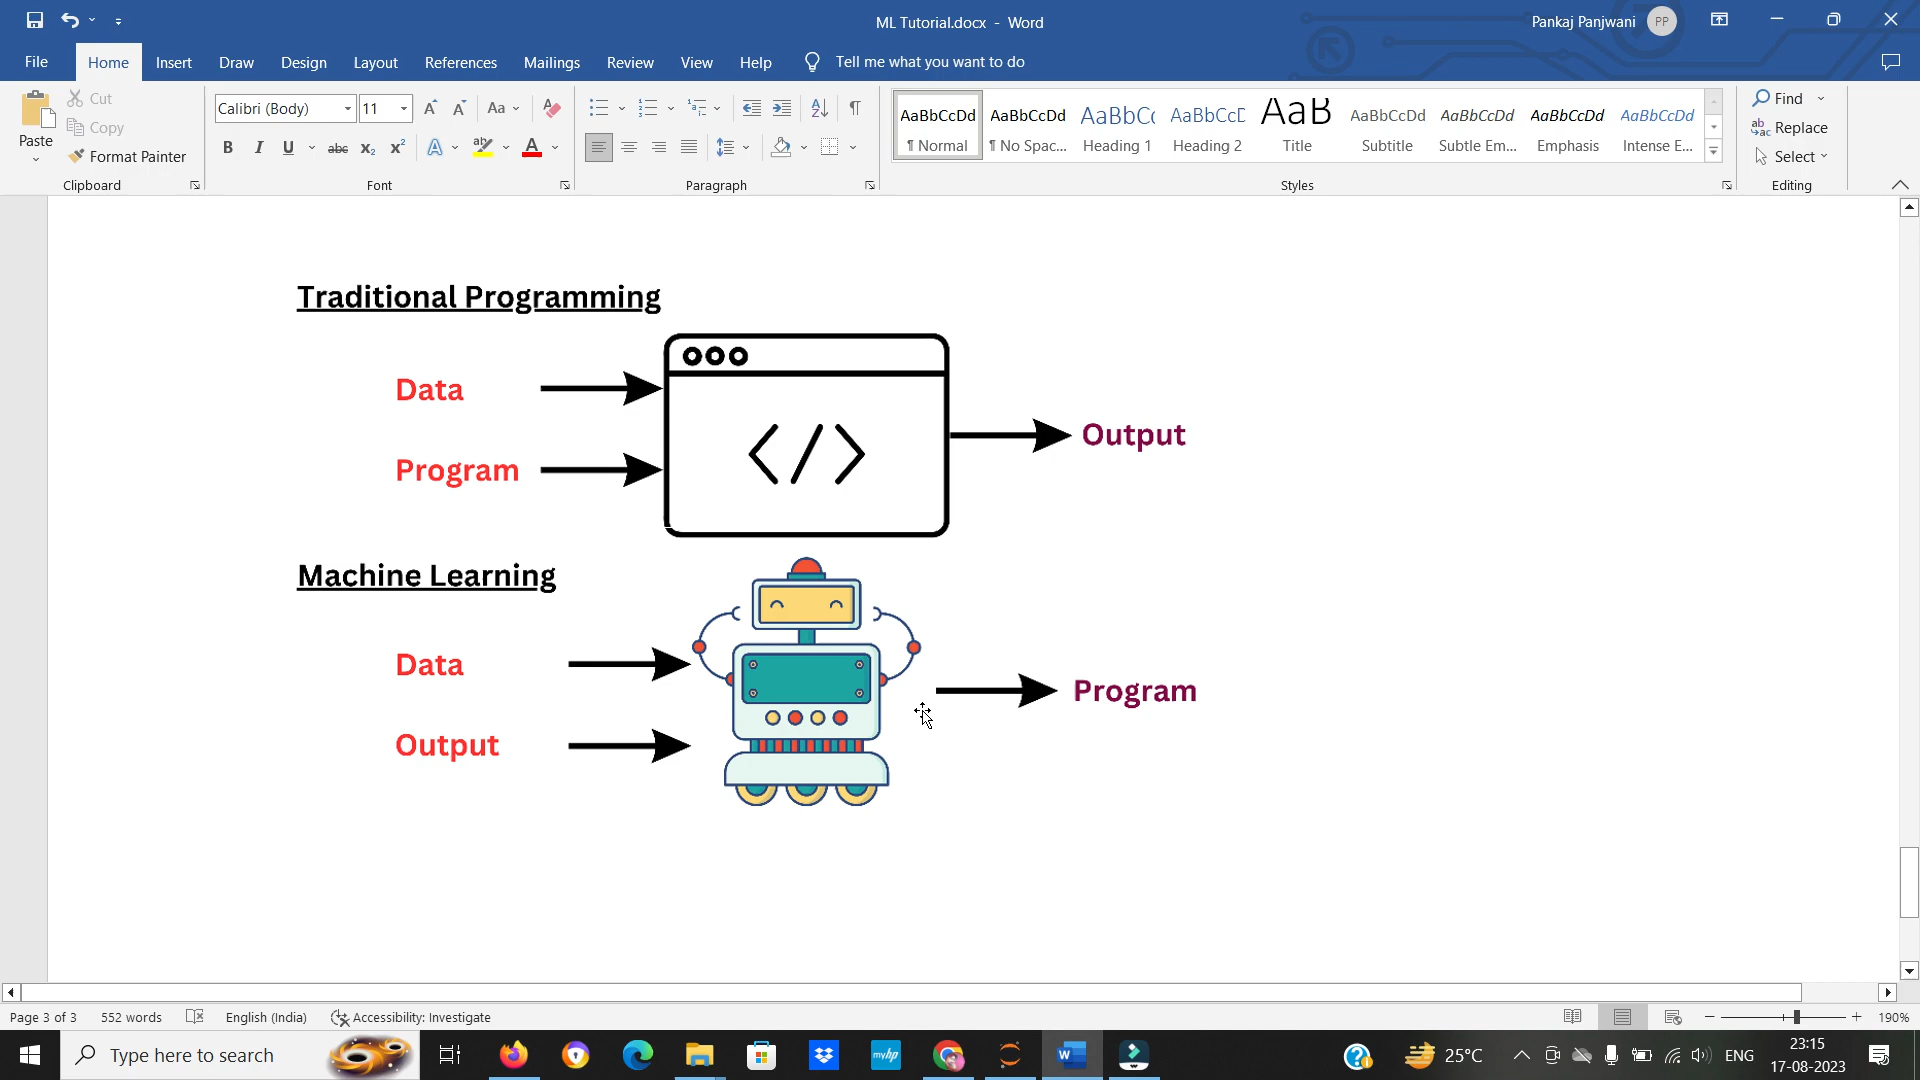 ML Tutorial.docx - Word
Pankaj Panjwani PP
File Home Insert Draw Design Layout References Mailings Review View Help Tell me what you want to do
Paste
Cut
Copy
Format Painter
Clipboard
Calibri (Body) 11
Font
Paragraph
AaBbCcDd AaBbCcDd AaBbCc AaBbCcD AaB AaBbCcDd AaBbCcDd AaBbCcDd AaBbCcDd
¶ Normal ¶ No Spac... Heading 1 Heading 2 Title Subtitle Subtle Em... Emphasis Intense E...
Styles
Find
Replace
Select
Editing
Traditional Programming
Data
Program
</>
Output
Machine Learning
Data
Output
Program
Page 3 of 3 552 words English (India) Accessibility: Investigate
190%
Type here to search
myhp
25°C
ENG
23:15
17-08-2023